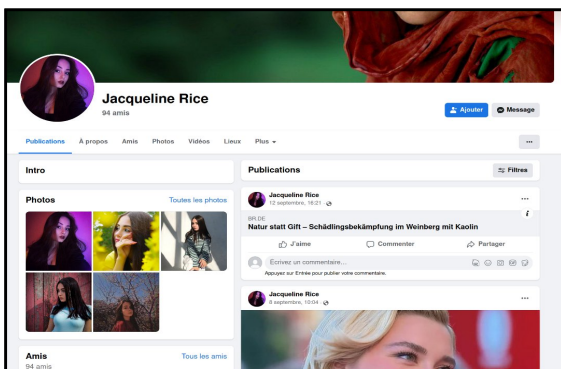 Jacqueline Rice
94 amis
Ajouter
Message
Publications À propos Amis Photos Vidéos Lieux Plus
Intro
Photos
Toutes les photos
Amis
Tous les amis
94 amis
Publications
Filtres
Jacqueline Rice
12 septembre, 16:21 ·
BR.DE
Natur statt Gift – Schädlingsbekämpfung im Weinberg mit Kaolin
J'aime Commenter Partager
Écrivez un commentaire...
Appuyez sur Entrée pour publier votre commentaire.
Jacqueline Rice
8 septembre, 10:04 ·